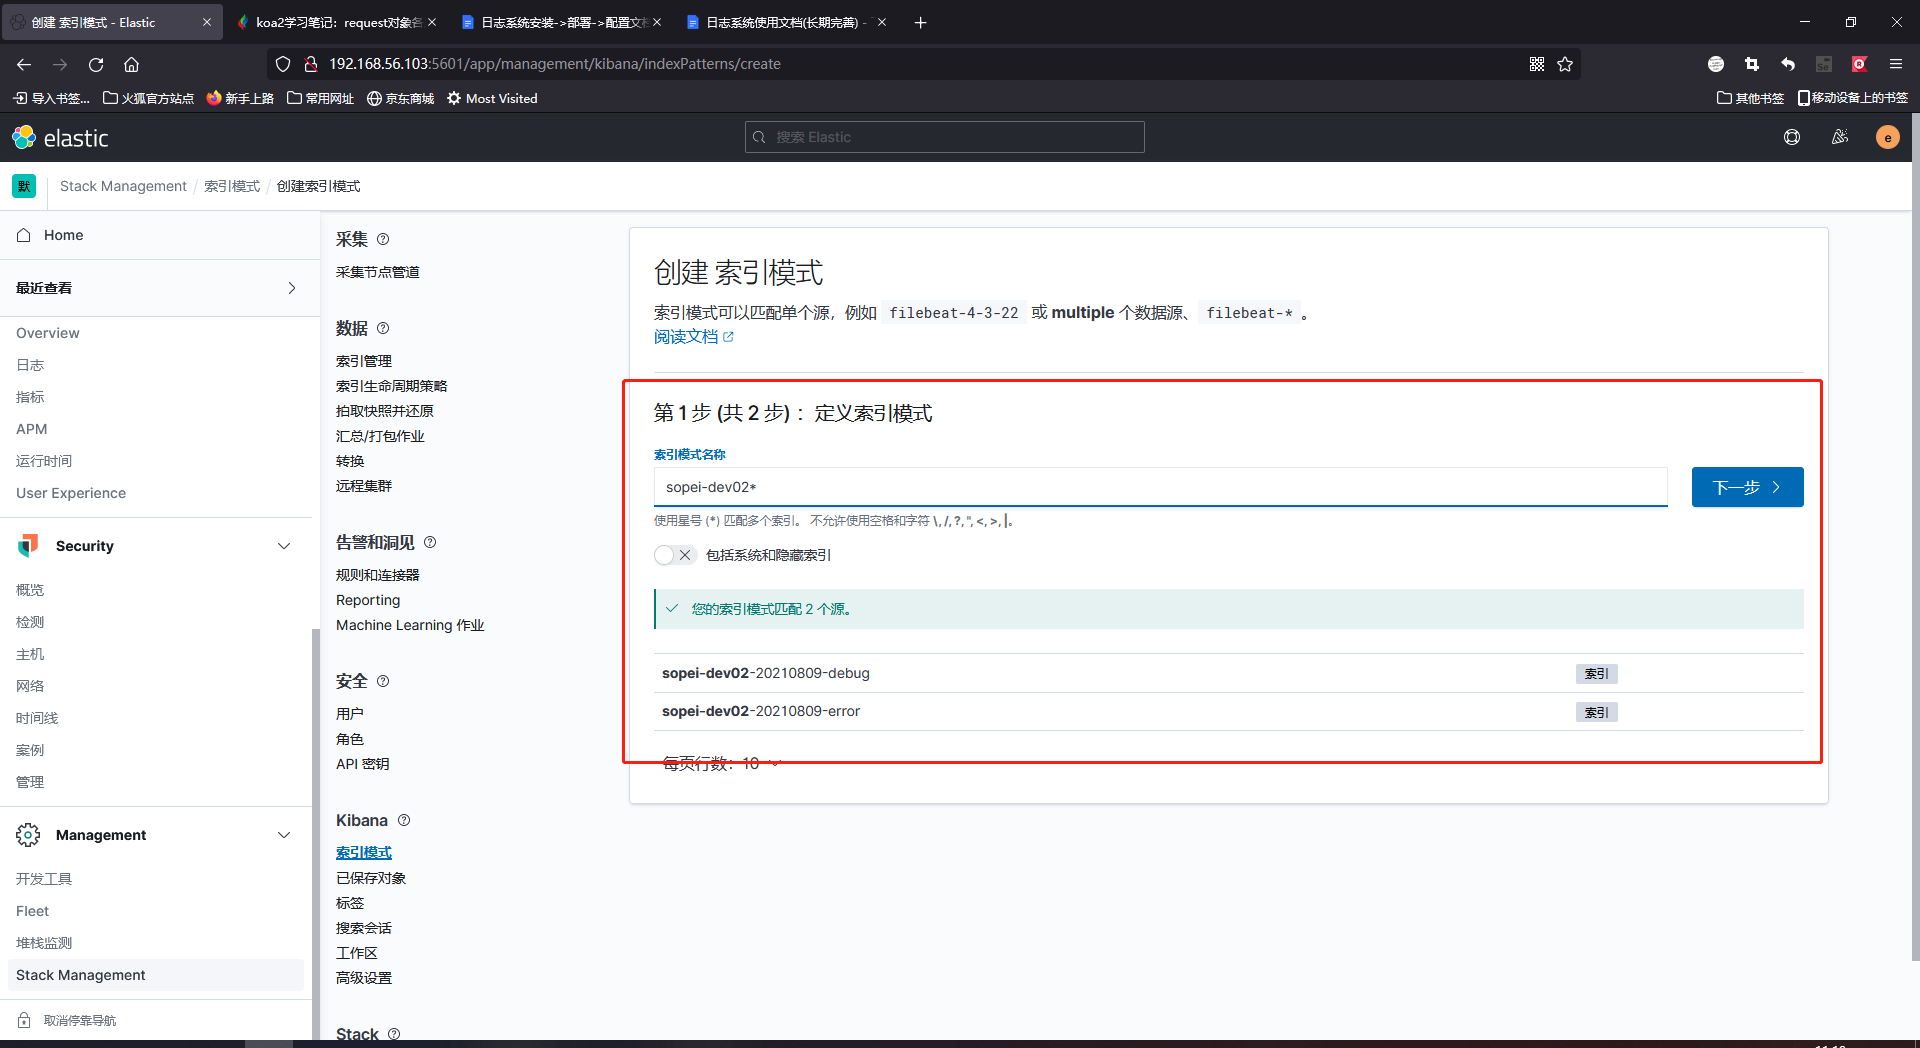 创建 索引模式 - Elastic
koa2学习笔记：request对象各
日志系统安装->部署->配置文档
日志系统使用文档(长期完善) -
192.168.56.103:5601/app/management/kibana/indexPatterns/create
导入书签...
火狐官方站点
新手上路
常用网址
京东商城
Most Visited
其他书签
移动设备上的书签
elastic
搜索 Elastic
e
默
Stack Management / 索引模式 / 创建索引模式
Home
最近查看
Overview
日志
指标
APM
运行时间
User Experience
Security
概览
检测
主机
网络
时间线
案例
管理
Management
开发工具
Fleet
堆栈监测
Stack Management
取消停靠导航
采集
采集节点管道
数据
索引管理
索引生命周期策略
拍取快照并还原
汇总/打包作业
转换
远程集群
告警和洞见
规则和连接器
Reporting
Machine Learning 作业
安全
用户
角色
API 密钥
Kibana
索引模式
已保存对象
标签
搜索会话
工作区
高级设置
Stack
创建 索引模式
索引模式可以匹配单个源，例如 filebeat-4-3-22 或 multiple 个数据源、 filebeat-* 。
阅读文档
第 1 步 (共 2 步) ：定义索引模式
索引模式名称
sopei-dev02*
下一步
使用星号 (*) 匹配多个索引。 不允许使用空格和字符 \, /, ?, ", <, >, |。
包括系统和隐藏索引
您的索引模式匹配 2 个源。
sopei-dev02-20210809-debug 索引
sopei-dev02-20210809-error 索引
每页行数：10